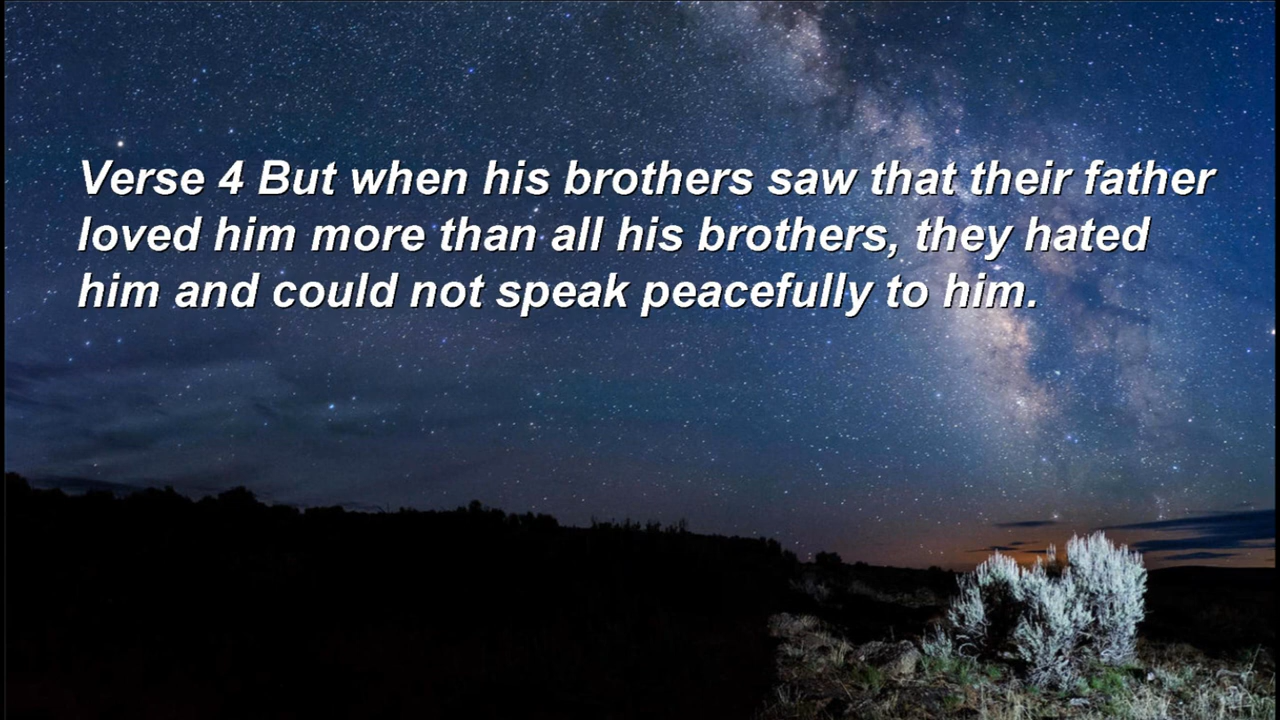 Verse 4 But when his brothers saw that their father
loved him more than all his brothers, they hated
him and could not speak peacefully to him.